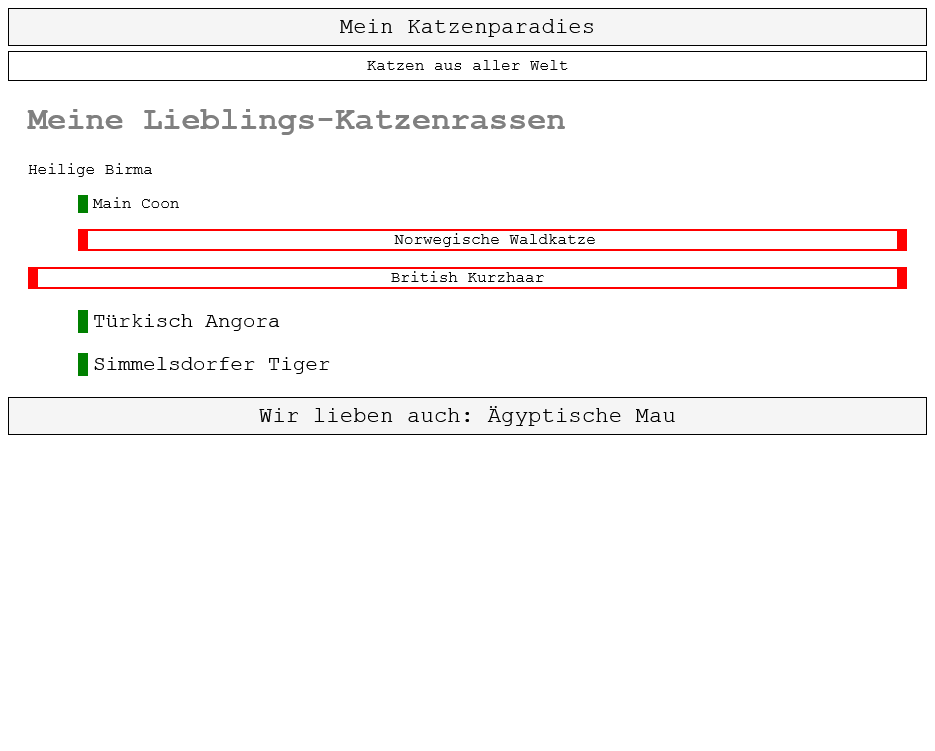 Mein Katzenparadies
Katzen aus aller Welt
Meine Lieblings-Katzenrassen
Heilige Birma
Main Coon
Norwegische Waldkatze
British Kurzhaar
Türkisch Angora
Simmelsdorfer Tiger
Wir lieben auch: Ägyptische Mau